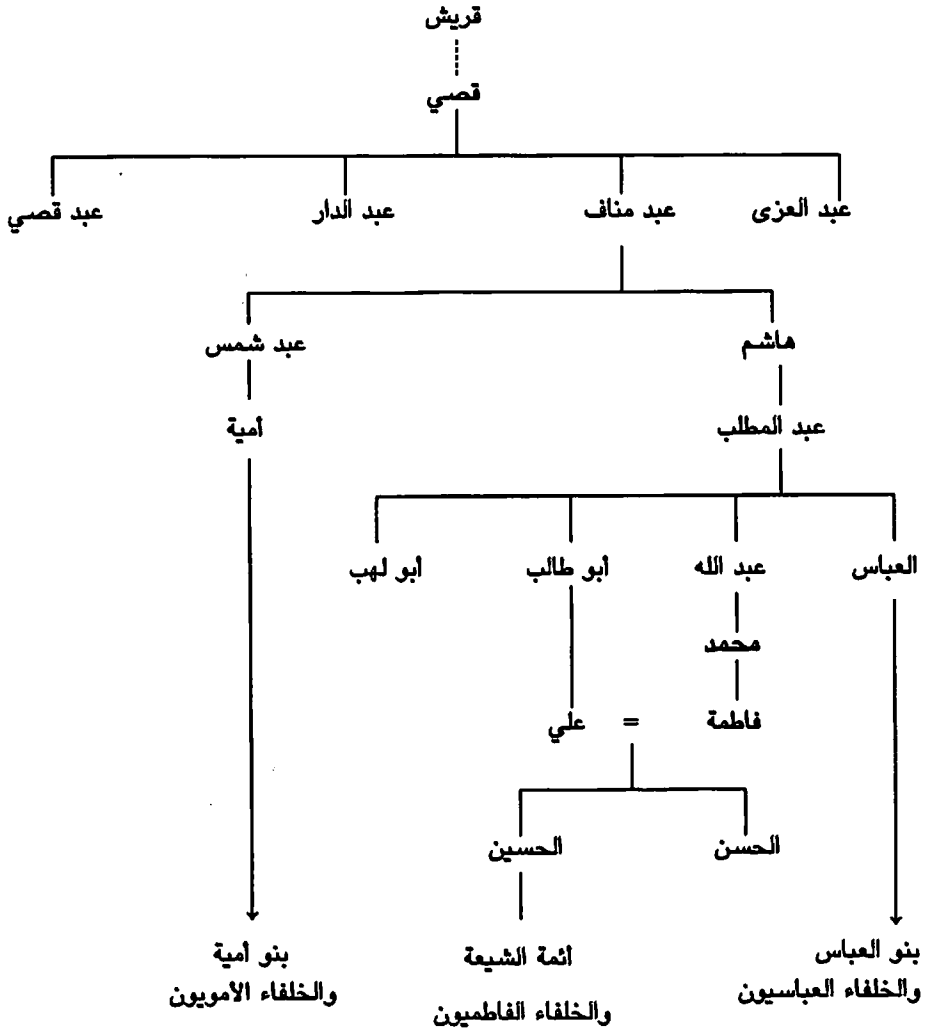 قريش
قصي
عبد العزى عبد مناف عبد الدار عبد قصي
هاشم عبد شمس
عبد المطلب أمية
العباس عبد الله أبو طالب أبو لهب
محمد
فاطمة = علي
الحسن الحسين
بنو العباس أئمة الشيعة بنو أمية
والخلفاء العباسيون والخلفاء الفاطميون والخلفاء الأمويون